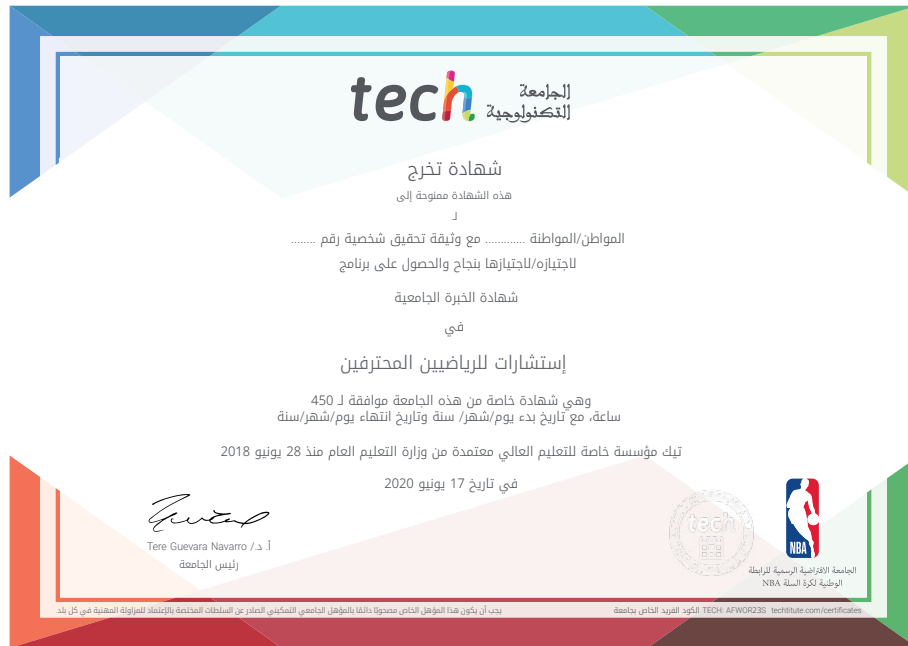 tech الجامعة
التكنولوجية
شهادة تخرج
هذه الشهادة ممنوحة إلى
لـ
المواطن/المواطنة ............ مع وثيقة تحقيق شخصية رقم ........
لاجتيازه/لاجتيازها بنجاح والحصول على برنامج
شهادة الخبرة الجامعية
في
إستشارات للرياضيين المحترفين
وهي شهادة خاصة من هذه الجامعة موافقة لـ 450
ساعة، مع تاريخ بدء يوم/شهر/ سنة وتاريخ انتهاء يوم/شهر/سنة
تيك مؤسسة خاصة للتعليم العالي معتمدة من وزارة التعليم العام منذ 28 يونيو 2018
في تاريخ 17 يونيو 2020
أ. د./ Tere Guevara Navarro
رئيس الجامعة
tech
NBA
الجامعة الافتراضية الرسمية للرابطة
الوطنية لكرة السلة NBA
يجب أن يكون هذا المؤهل الخاص مصحوبًا دائمًا بالمؤهل الجامعي التمكيني الصادر عن السلطات المختصة بالإعتماد للمزاولة المهنية في كل بلد.
الكود الفريد الخاص بجامعة TECH: AFWOR23S techtitute.com/certificates